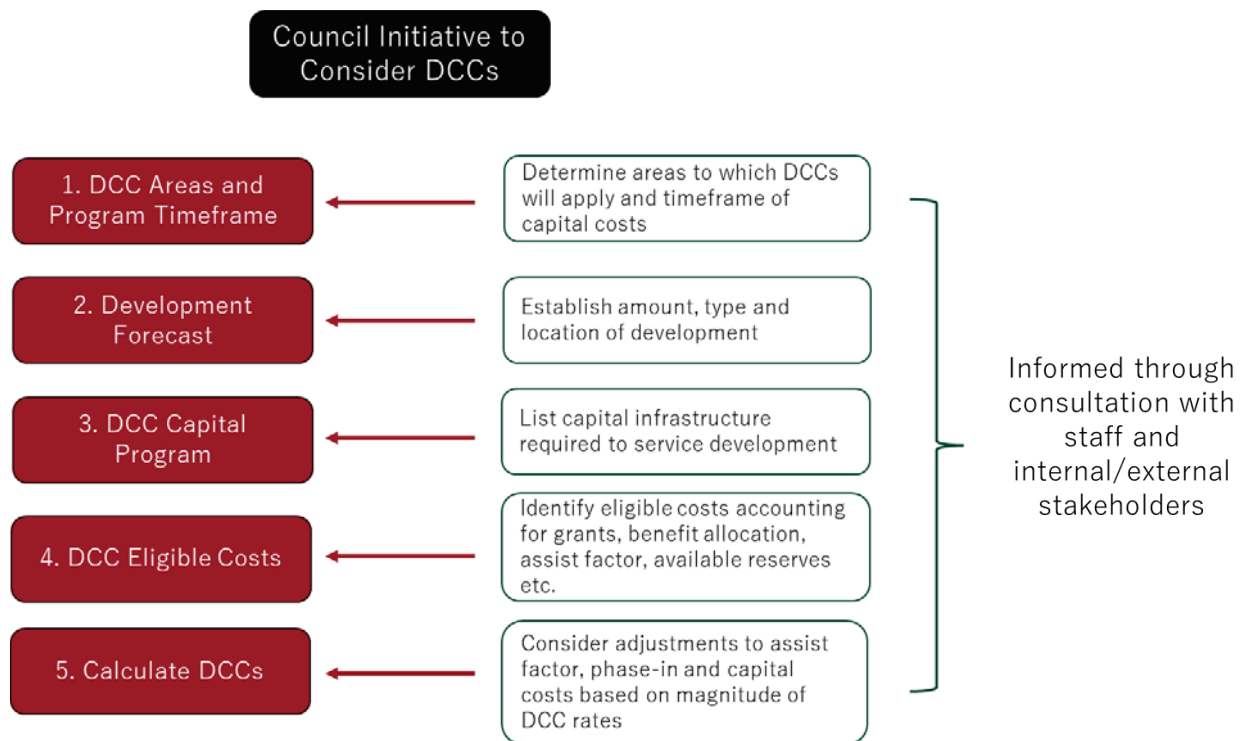 Council Initiative to
Consider DCCs
1. DCC Areas and
Program Timeframe
Determine areas to which DCCs
will apply and timeframe of
capital costs
2. Development
Forecast
Establish amount, type and
location of development
3. DCC Capital
Program
List capital infrastructure
required to service development
4. DCC Eligible Costs
Identify eligible costs accounting
for grants, benefit allocation,
assist factor, available reserves
etc.
5. Calculate DCCs
Consider adjustments to assist
factor, phase-in and capital
costs based on magnitude of
DCC rates
Informed through
consultation with
staff and
internal/external
stakeholders